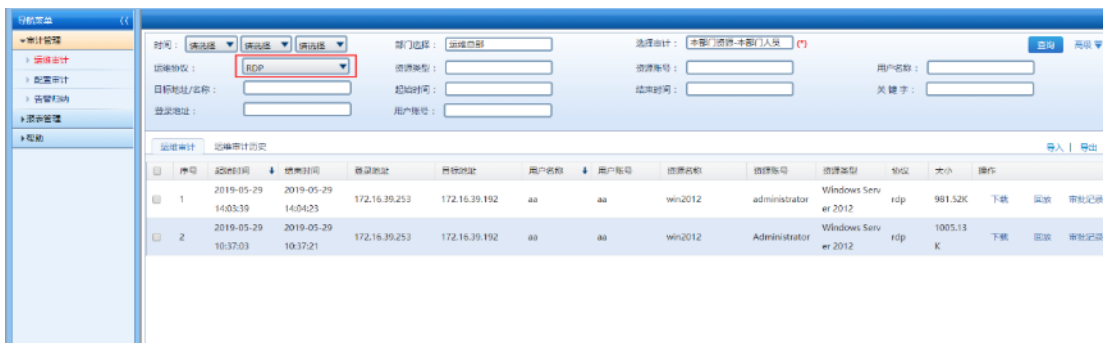 导航菜单 《
审计管理
运维审计
配置审计
告警归纳
报表管理
帮助
时间： 请选择 请选择 请选择 部门选择： 运维总部 选择审计： 本部门资源-本部门人员 (*) 查询 高级
运维协议： RDP 资源类型： 资源账号： 用户名称：
目标地址/名称： 起始时间： 结束时间： 关 键 字：
登录地址： 用户账号：
运维审计 运维审计历史 导入 | 导出
序号 起始时间 结束时间 登录地址 目标地址 用户名称 用户账号 资源名称 资源账号 资源类型 协议 大小 操作
1 2019-05-29 14:03:39 2019-05-29 14:04:23 172.16.39.253 172.16.39.192 aa aa win2012 administrator Windows Server 2012 rdp 981.52K 下载 回放 审批记录
2 2019-05-29 10:37:03 2019-05-29 10:37:21 172.16.39.253 172.16.39.192 aa aa win2012 Administrator Windows Server 2012 rdp 1005.13K 下载 回放 审批记录